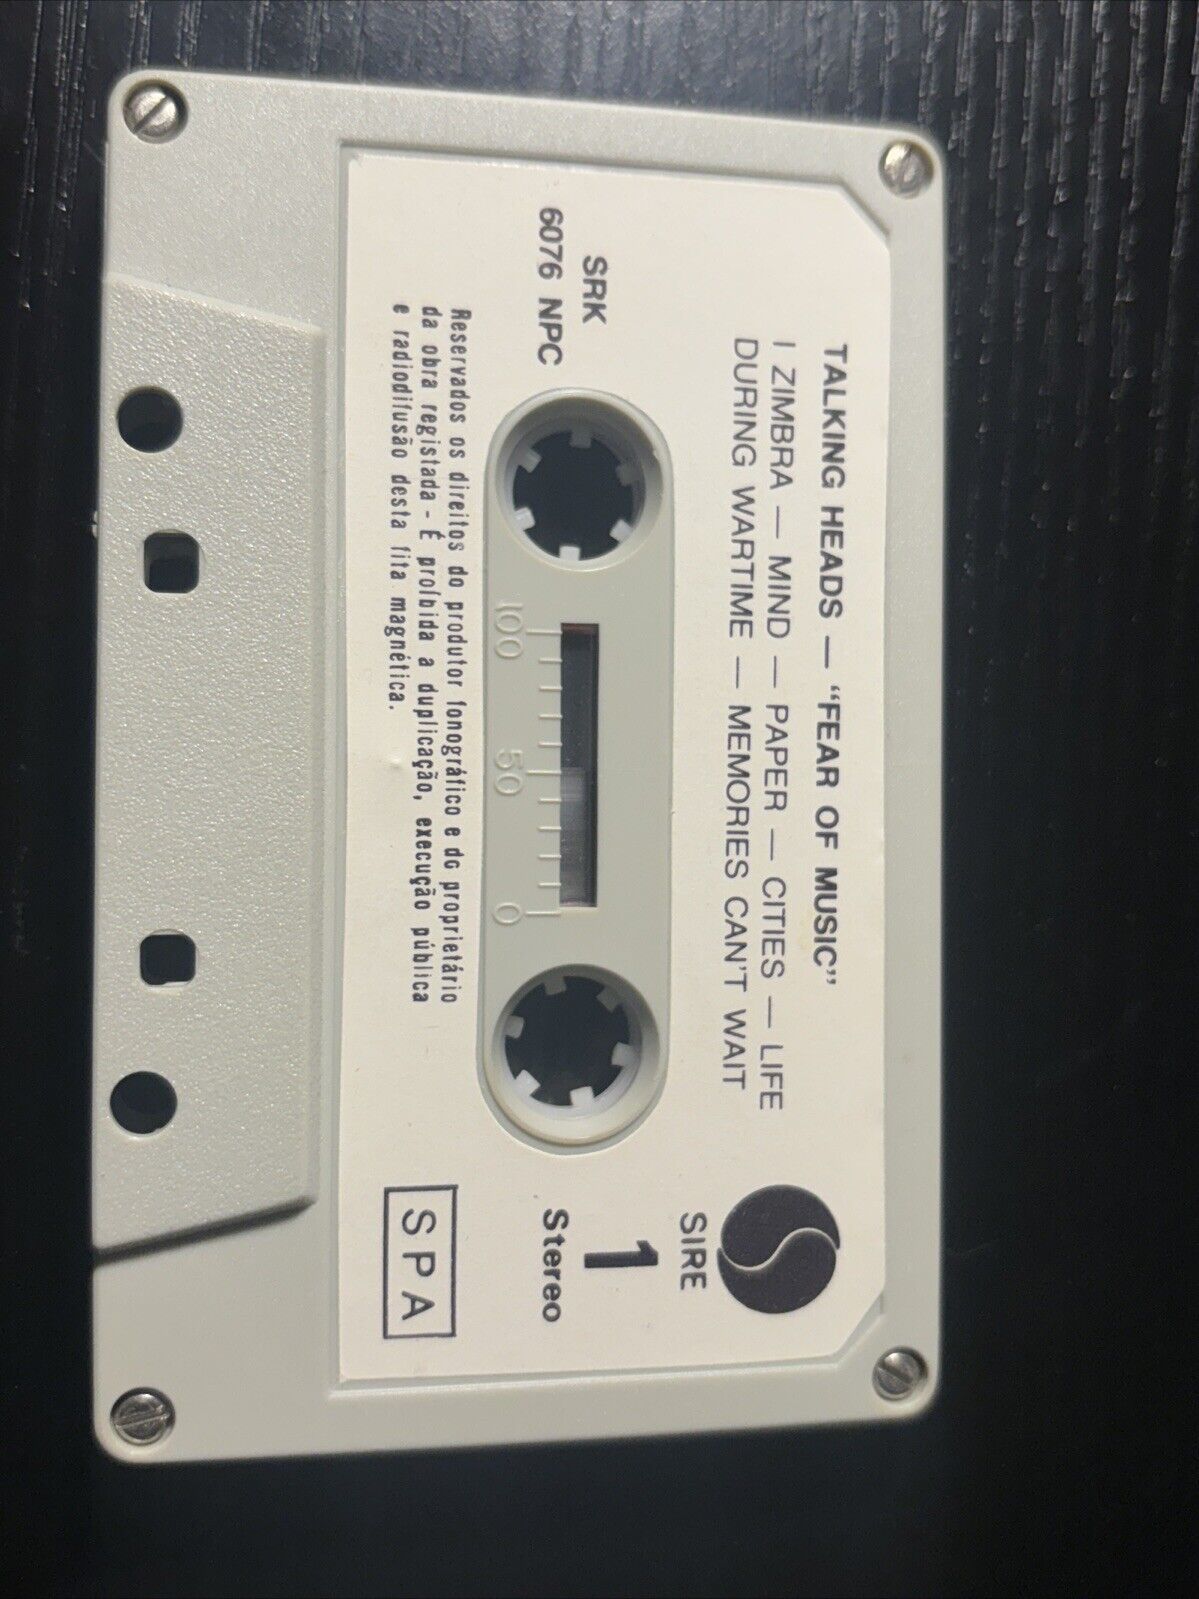 TALKING HEADS — “FEAR OF MUSIC”
I ZIMBRA — MIND — PAPER — CITIES — LIFE
DURING WARTIME — MEMORIES CAN'T WAIT
SIRE
SRK
6076 NPC
1
Stereo
100 50 0
Reservados os direitos do produtor fonográfico e do proprietário
da obra registada - É proíbida a duplicação, execução pública
e radiodifusão desta fita magnética.
SPA